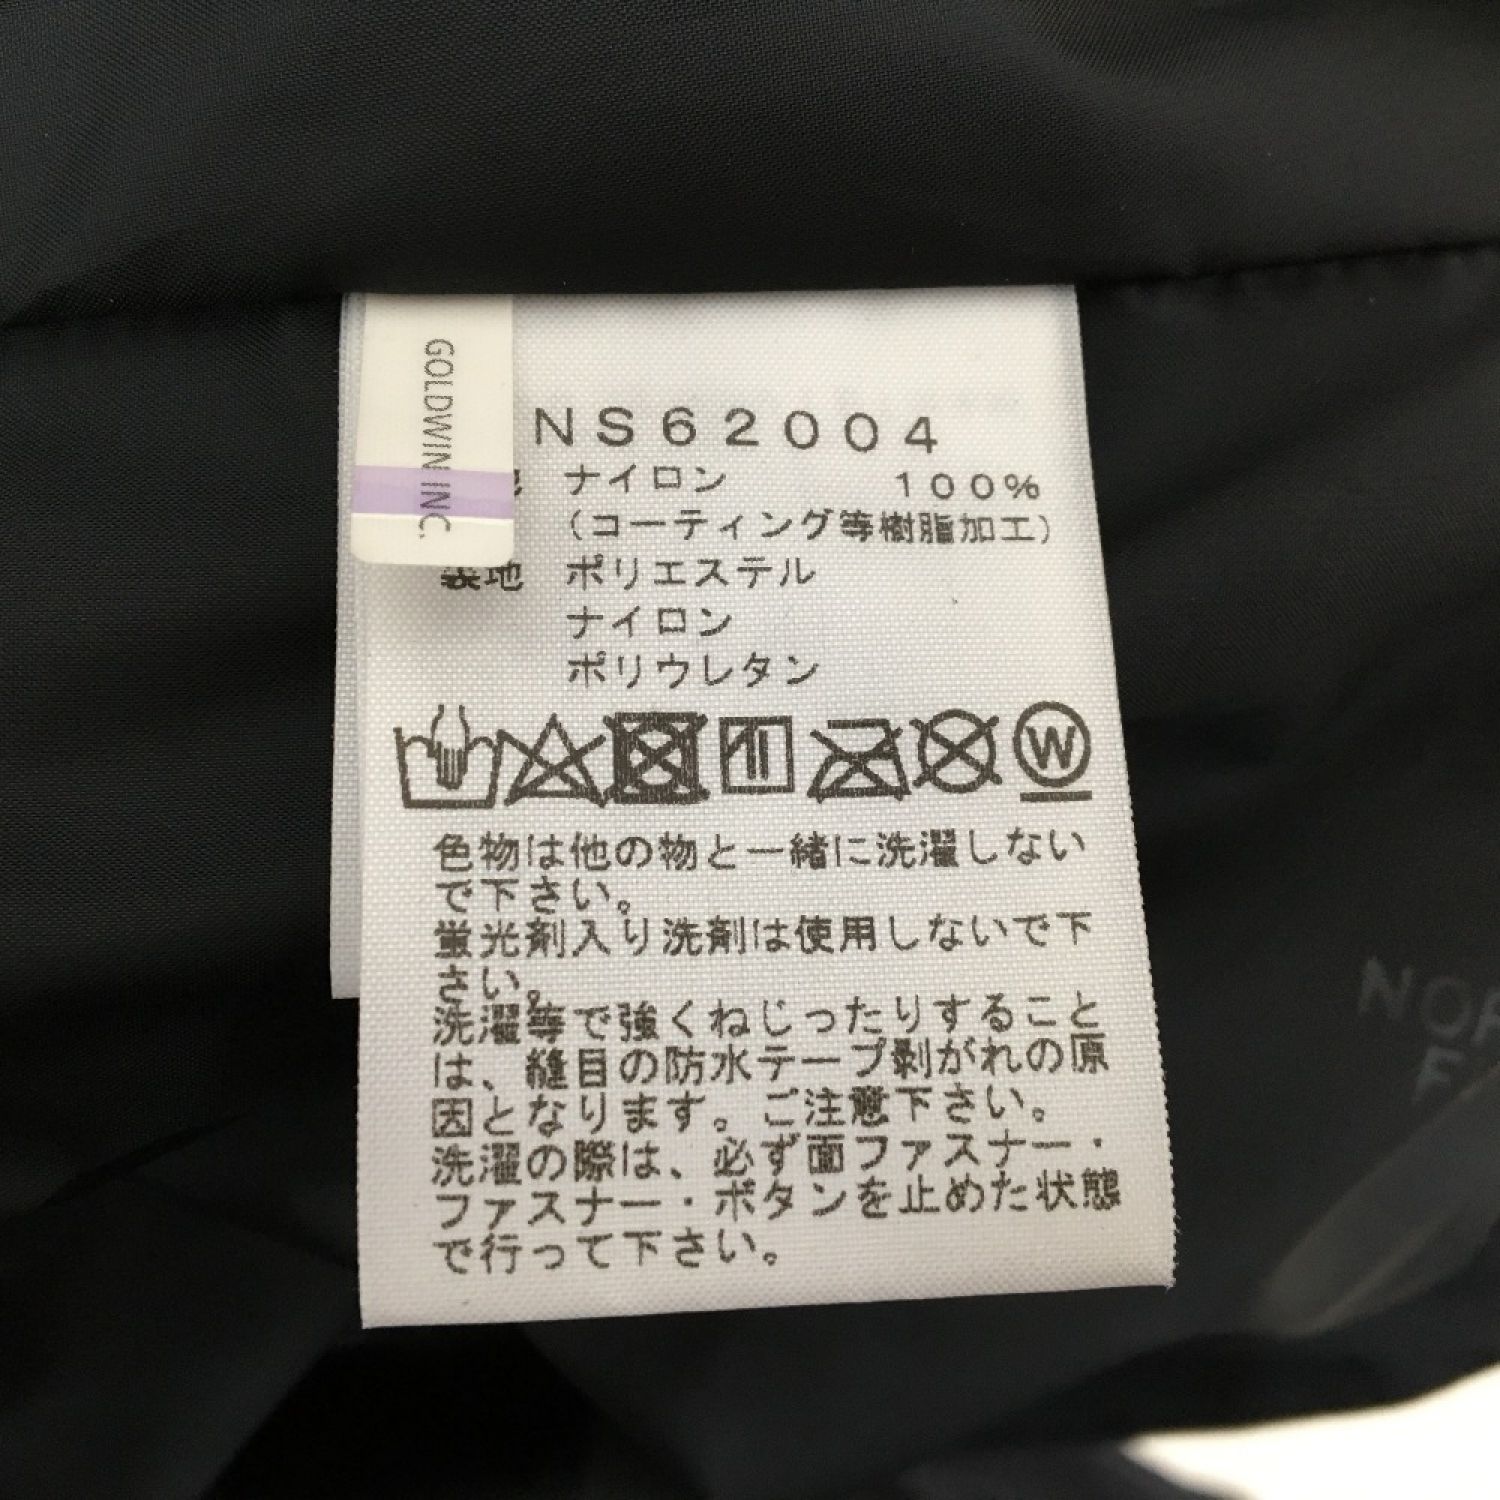 GOLDWIN INC.
NS62004
ナイロン 100%
(コーティング等樹脂加工)
裏地 ポリエステル
ナイロン
ポリウレタン
W
色物は他の物と一緒に洗濯しない
で下さい。
蛍光剤入り洗剤は使用しないで下
さい。
洗濯等で強くねじったりすること
は、縫目の防水テープ剥がれの原
因となります。ご注意下さい。
洗濯の際は、必ず面ファスナー・
ファスナー・ボタンを止めた状態
で行って下さい。